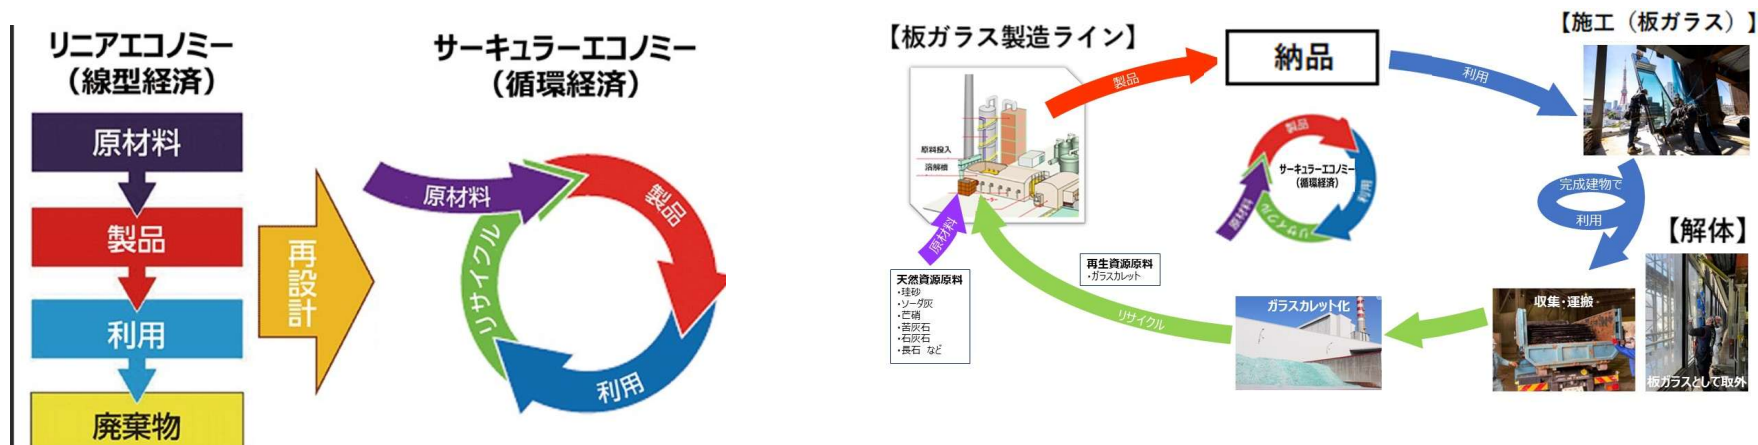 リニアエコノミー
(線型経済)
原材料
製品
利用
廃棄物
再設計
サーキュラーエコノミー
(循環経済)
原材料
製品
利用
リサイクル
【板ガラス製造ライン】
原料投入
溶解槽
製品
納品
利用
【施工(板ガラス)】
完成建物で
利用
【解体】
板ガラスとして取外
収集・運搬
ガラスカレット化
リサイクル
再生資源原料
・ガラスカレット
原材料
天然資源原料
・珪砂
・ソーダ灰
・芒硝
・苦灰石
・石灰石
・長石 など
製品
サーキュラーエコノミー
(循環経済)
利用
リサイクル
原材料